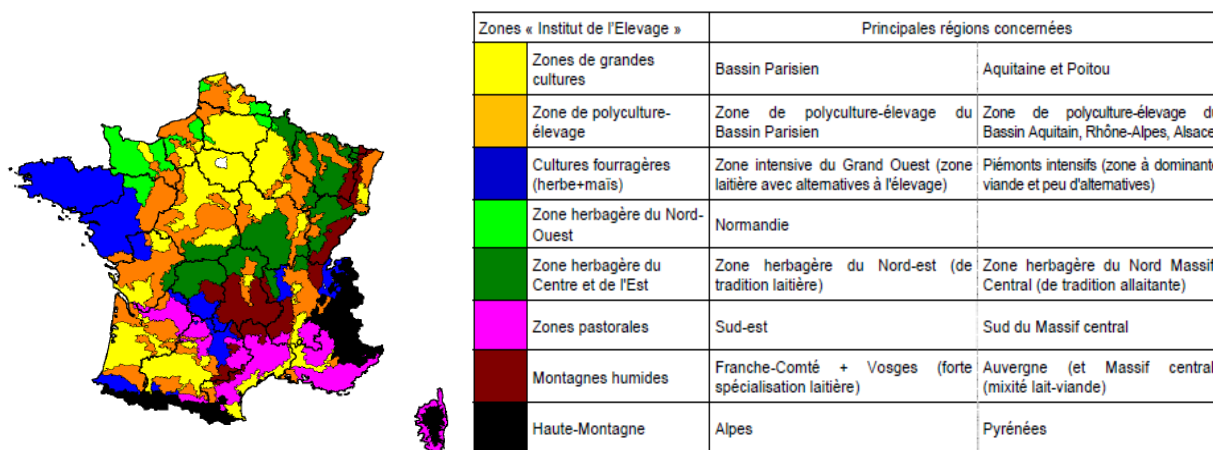 Zones « Institut de l'Elevage »
Principales régions concernées
Zones de grandes
cultures
Bassin Parisien
Aquitaine et Poitou
Zone de polyculture-
élevage
Zone de polyculture-élevage du
Bassin Parisien
Zone de polyculture-élevage du
Bassin Aquitain, Rhône-Alpes, Alsace
Cultures fourragères
(herbe+maïs)
Zone intensive du Grand Ouest (zone
laitière avec alternatives à l'élevage)
Piémonts intensifs (zone à dominante
viande et peu d'alternatives)
Zone herbagère du Nord-
Ouest
Normandie
Zone herbagère du
Centre et de l'Est
Zone herbagère du Nord-est (de
tradition laitière)
Zone herbagère du Nord Massif
Central (de tradition allaitante)
Zones pastorales
Sud-est
Sud du Massif central
Montagnes humides
Franche-Comté + Vosges (forte
spécialisation laitière)
Auvergne (et Massif central
(mixité lait-viande)
Haute-Montagne
Alpes
Pyrénées